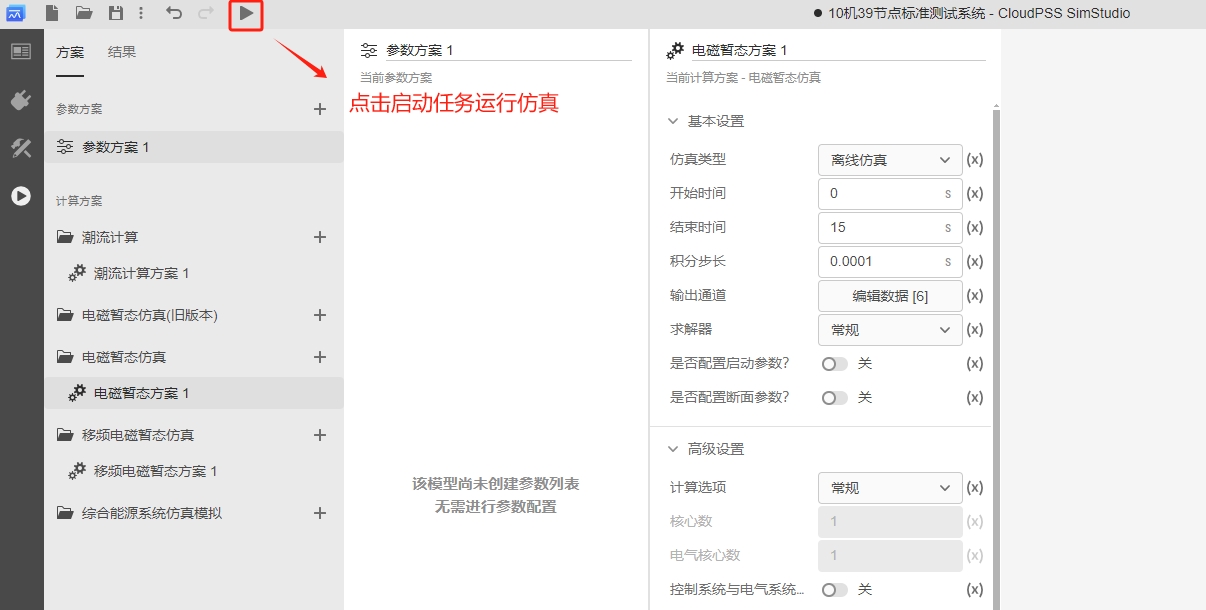 10机39节点标准测试系统 - CloudPSS SimStudio
方案 结果
参数方案
参数方案 1
计算方案
潮流计算
潮流计算方案 1
电磁暂态仿真(旧版本)
电磁暂态仿真
电磁暂态方案 1
移频电磁暂态仿真
移频电磁暂态方案 1
综合能源系统仿真模拟
参数方案 1
当前参数方案
点击启动任务运行仿真
该模型尚未创建参数列表
无需进行参数配置
电磁暂态方案 1
当前计算方案 - 电磁暂态仿真
基本设置
仿真类型 离线仿真 (x)
开始时间 0 s (x)
结束时间 15 s (x)
积分步长 0.0001 s (x)
输出通道 编辑数据 [6] (x)
求解器 常规 (x)
是否配置启动参数? 关 (x)
是否配置断面参数? 关 (x)
高级设置
计算选项 常规 (x)
核心数 1 (x)
电气核心数 1 (x)
控制系统与电气系统... 关 (x)